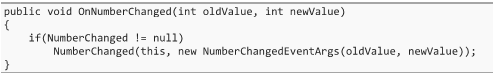 public void OnNumberChanged(int oldValue, int newValue)
{
    if(NumberChanged != null)
        NumberChanged(this, new NumberChangedEventArgs(oldValue, newValue));
}